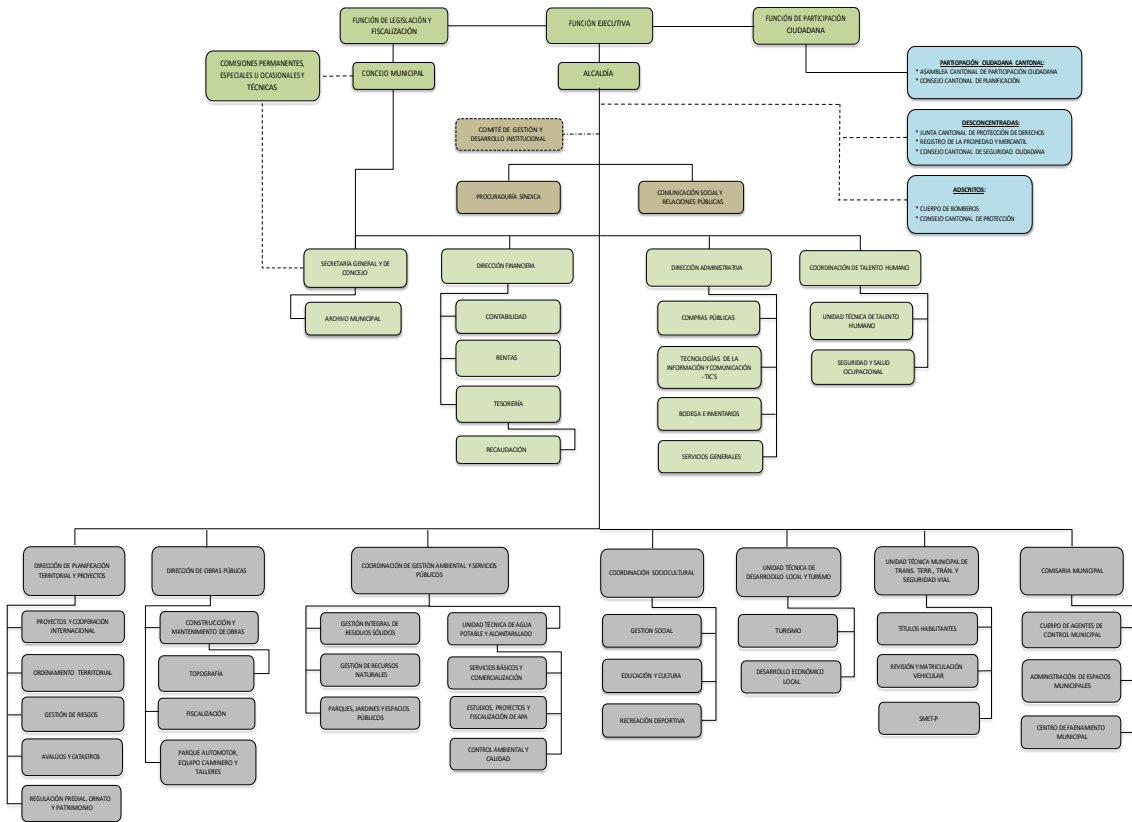 FUNCIÓN DE LEGISLACIÓN Y
FISCALIZACIÓN
FUNCIÓN EJECUTIVA
FUNCIÓN DE PARTICIPACIÓN
CIUDADANA
COMISIONES PERMANENTES,
ESPECIALES U OCASIONALES Y
TÉCNICAS
CONCEJO MUNICIPAL
ALCALDÍA
PARTICIPACIÓN CIUDADANA CANTONAL:
* ASAMBLEA CANTONAL DE PARTICIPACIÓN CIUDADANA
* CONSEJO CANTONAL DE PLANIFICACIÓN
COMITÉ DE GESTIÓN Y
DESARROLLO INSTITUCIONAL
DESCONCENTRADAS:
* JUNTA CANTONAL DE PROTECCIÓN DE DERECHOS
* REGISTRO DE LA PROPIEDAD Y MERCANTIL
* CONSEJO CANTONAL DE SEGURIDAD CIUDADANA
PROCURADURÍA SÍNDICA
COMUNICACIÓN SOCIAL Y
RELACIONES PÚBLICAS
ADSCRITOS:
* CUERPO DE BOMBEROS
* CONSEJO CANTONAL DE PROTECCIÓN
SECRETARÍA GENERAL Y DE
CONCEJO
DIRECCIÓN FINANCIERA
DIRECCIÓN ADMINISTRATIVA
COORDINACIÓN DE TALENTO HUMANO
ARCHIVO MUNICIPAL
CONTABILIDAD
RENTAS
TESORERÍA
RECAUDACIÓN
COMPRAS PÚBLICAS
TECNOLOGÍAS DE LA
INFORMACIÓN Y COMUNICACIÓN
- TIC'S
BODEGA E INVENTARIOS
SERVICIOS GENERALES
UNIDAD TÉCNICA DE TALENTO
HUMANO
SEGURIDAD Y SALUD
OCUPACIONAL
DIRECCIÓN DE PLANIFICACIÓN
TERRITORIAL Y PROYECTOS
DIRECCIÓN DE OBRAS PÚBLICAS
COORDINACIÓN DE GESTIÓN AMBIENTAL Y SERVICIOS
PÚBLICOS
COORDINACIÓN SOCIOCULTURAL
UNIDAD TÉCNICA DE
DESAROOLLO LOCAL Y TURISMO
UNIDAD TÉCNICA MUNICIPAL DE
TRANS. TERR., TRÁN. Y
SEGURIDAD VIAL
COMISARIA MUNICIPAL
PROYECTOS Y COOPERACIÓN
INTERNACIONAL
ORDENAMIENTO TERRITORIAL
GESTIÓN DE RIESGOS
AVALÚOS Y CATASTROS
REGULACIÓN PREDIAL, ORNATO
Y PATRIMONIO
CONSTRUCCIÓN Y
MANTENIMIENTO DE OBRAS
TOPOGRAFÍA
FISCALIZACIÓN
PARQUE AUTOMOTOR,
EQUIPO CAMINERO Y
TALLERES
GESTIÓN INTEGRAL DE
RESIDUOS SÓLIDOS
GESTIÓN DE RECURSOS
NATURALES
PARQUES, JARDINES Y ESPACIOS
PÚBLICOS
UNIDAD TÉCNICA DE AGUA
POTABLE Y ALCANTARILLADO
SERVICIOS BÁSICOS Y
COMERCIALIZACIÓN
ESTUDIOS, PROYECTOS Y
FISCALIZACIÓN DE APA
CONTROL AMBIENTAL Y
CALIDAD
GESTION SOCIAL
EDUCACIÓN Y CULTURA
RECREACIÓN DEPORTIVA
TURISMO
DESARROLLO ECONÓMICO
LOCAL
TÍTULOS HABILITANTES
REVISIÓN Y MATRICULACIÓN
VEHICULAR
SMET-P
CUERPO DE AGENTES DE
CONTROL MUNICIPAL
ADMINISTRACIÓN DE ESPACIOS
MUNICIPALES
CENTRO DE FAENAMIENTO
MUNICIPAL